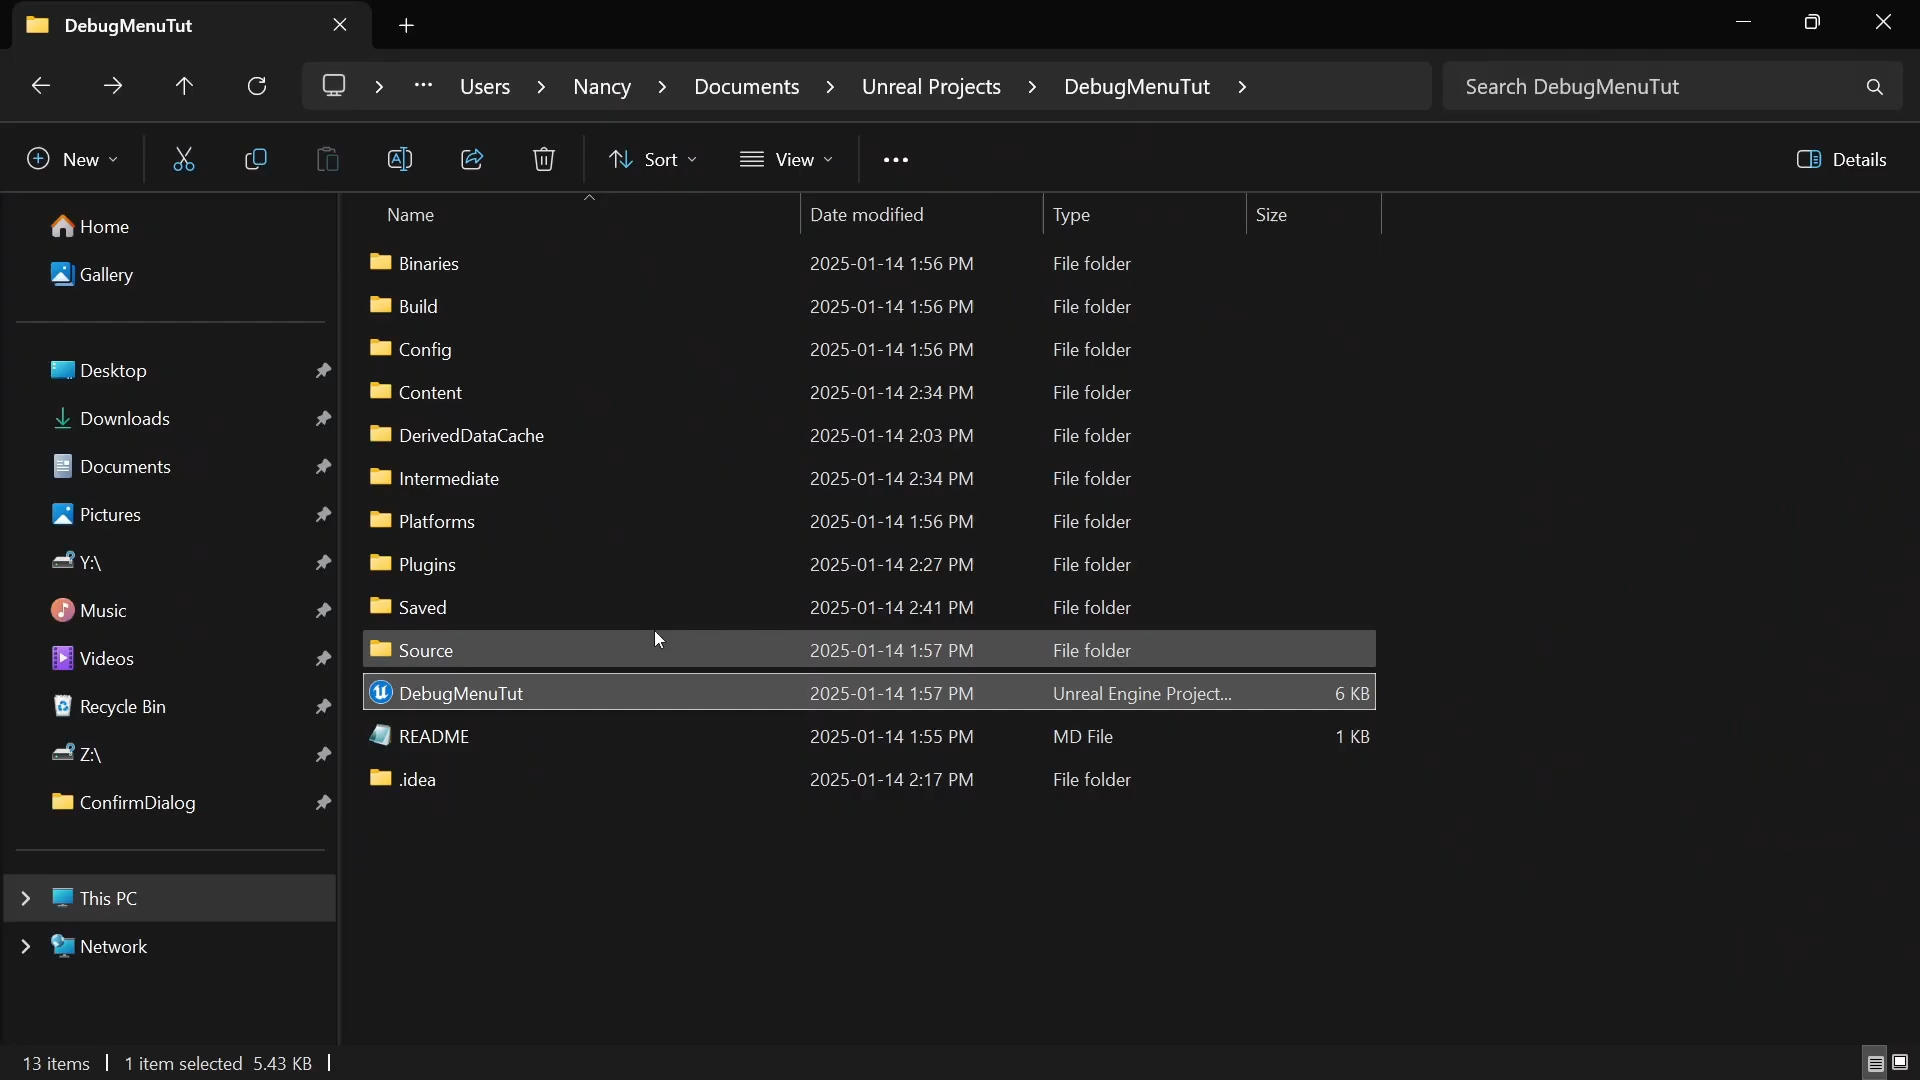 DebugMenuTut
Users > Nancy > Documents > Unreal Projects > DebugMenuTut >
Search DebugMenuTut
New
Sort
View
Details
Home
Gallery
Desktop
Downloads
Documents
Pictures
Y:\
Music
Videos
Recycle Bin
Z:\
ConfirmDialog
This PC
Network
Name Date modified Type Size
Binaries 2025-01-14 1:56 PM File folder
Build 2025-01-14 1:56 PM File folder
Config 2025-01-14 1:56 PM File folder
Content 2025-01-14 2:34 PM File folder
DerivedDataCache 2025-01-14 2:03 PM File folder
Intermediate 2025-01-14 2:34 PM File folder
Platforms 2025-01-14 1:56 PM File folder
Plugins 2025-01-14 2:27 PM File folder
Saved 2025-01-14 2:41 PM File folder
Source 2025-01-14 1:57 PM File folder
DebugMenuTut 2025-01-14 1:57 PM Unreal Engine Project... 6 KB
README 2025-01-14 1:55 PM MD File 1 KB
.idea 2025-01-14 2:17 PM File folder
13 items | 1 item selected 5.43 KB |